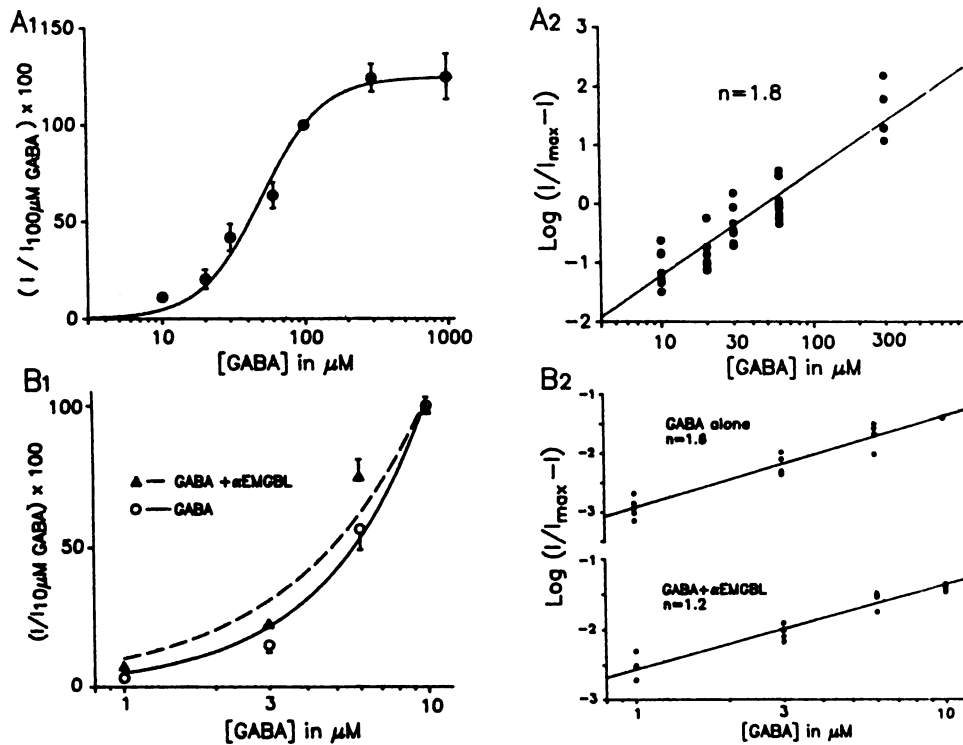 A1
150
100
50
0
(I / I100μM GABA) × 100
10
100
1000
[GABA] in μM
A2
3
2
1
0
-1
-2
Log (I/Imax-I)
n=1.8
10
30
100
300
[GABA] in μM
B1
100
50
0
(I/I10μM GABA) × 100
GABA +αEMGBL
GABA
1
3
10
[GABA] in μM
B2
-1
-2
-3
GABA alone
n=1.6
Log (I/Imax-I)
-1
-2
-3
GABA+αEMGBL
n=1.2
1
3
10
[GABA] in μM